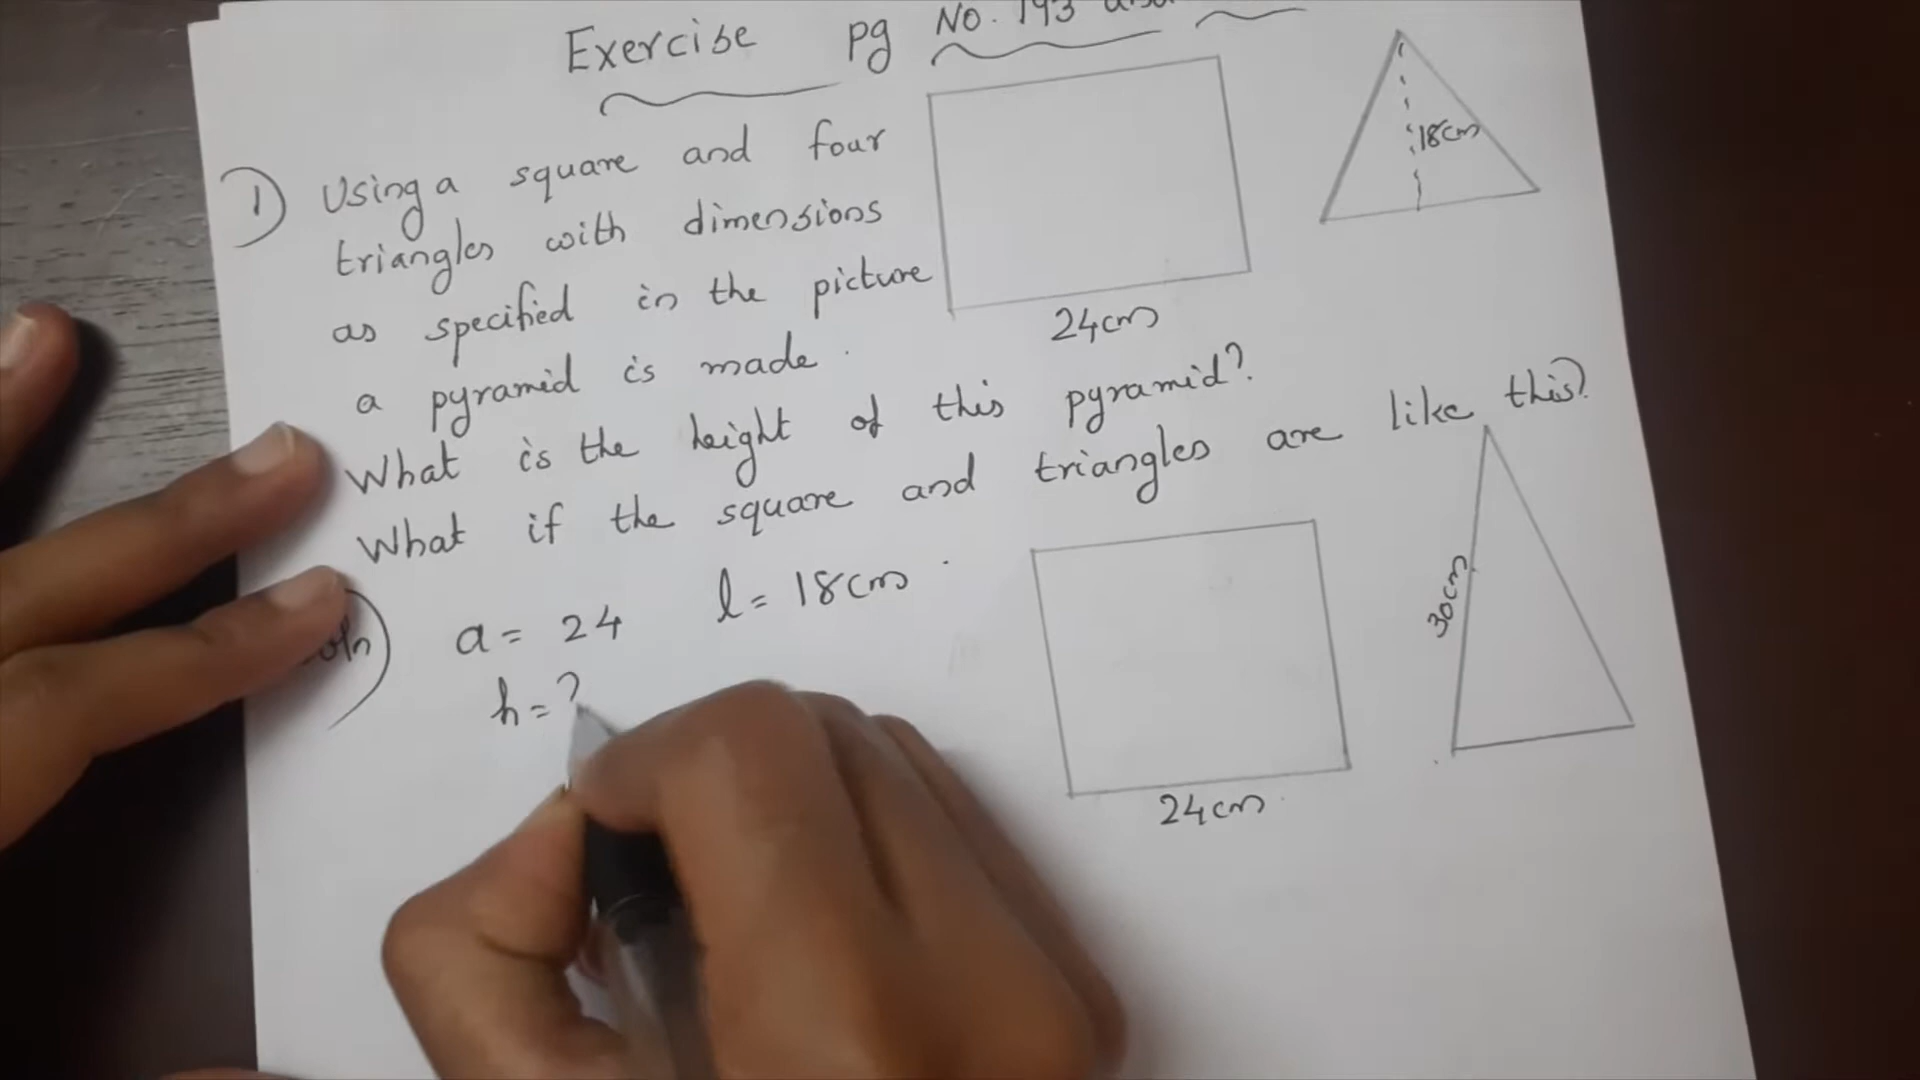 Exercise pg No. 193
1) Using a square and four
triangles with dimensions
as specified in the picture
a pyramid is made.
What is the height of this pyramid?
What if the square and triangles are like this?
18cm
24cm
a = 24 l = 18cm
h = ?
30cm
24cm